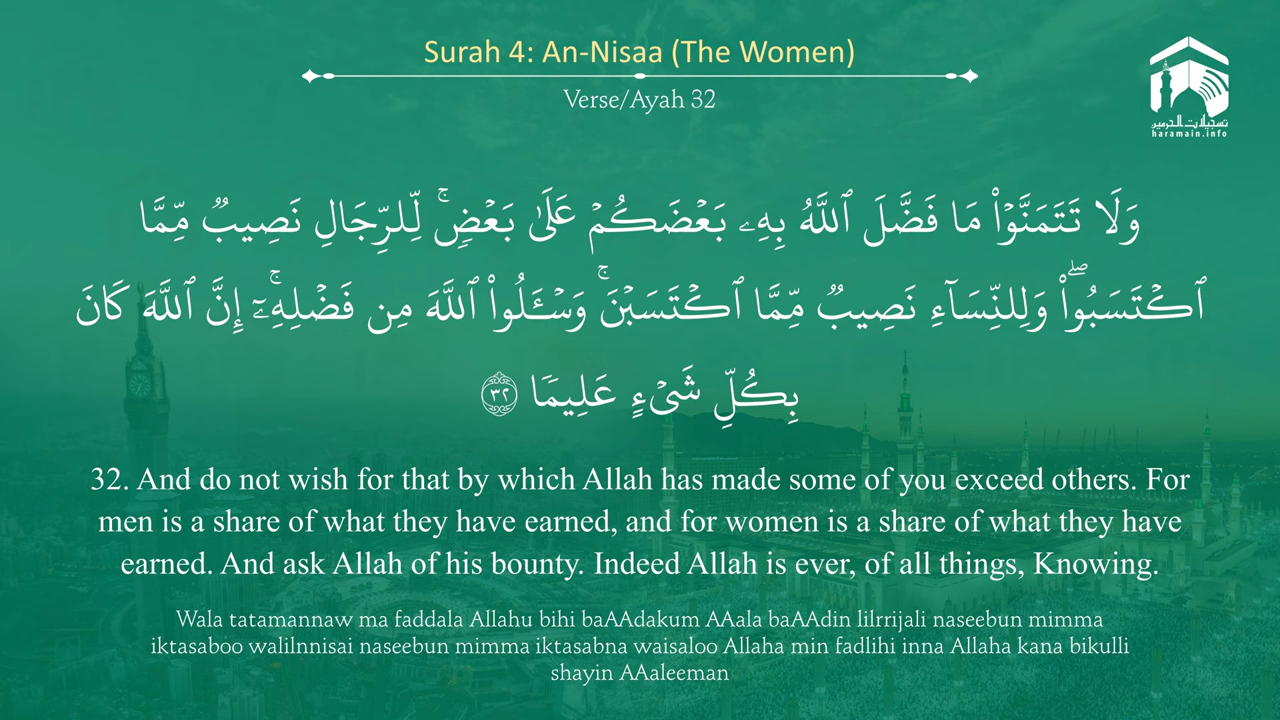 Surah 4: An-Nisaa (The Women)
Verse/Ayah 32
تسجيلات الحرمين
haramain.info
وَلَا تَتَمَنَّوْا۟ مَا فَضَّلَ ٱللَّهُ بِهِۦ بَعْضَكُمْ عَلَىٰ بَعْضٍۢ ۚ لِّلرِّجَالِ نَصِيبٌۭ مِّمَّا
ٱكْتَسَبُوا۟ ۖ وَلِلنِّسَآءِ نَصِيبٌۭ مِّمَّا ٱكْتَسَبْنَ ۚ وَسْـَٔلُوا۟ ٱللَّهَ مِن فَضْلِهِۦٓ ۚ إِنَّ ٱللَّهَ كَانَ
بِكُلِّ شَىْءٍ عَلِيمًۭا ٣٢
32. And do not wish for that by which Allah has made some of you exceed others. For
men is a share of what they have earned, and for women is a share of what they have
earned. And ask Allah of his bounty. Indeed Allah is ever, of all things, Knowing.
Wala tatamannaw ma faddala Allahu bihi baAAdakum AAala baAAdin lilrrijali naseebun mimma
iktasaboo walilnnisai naseebun mimma iktasabna waisaloo Allaha min fadlihi inna Allaha kana bikulli
shayin AAaleeman